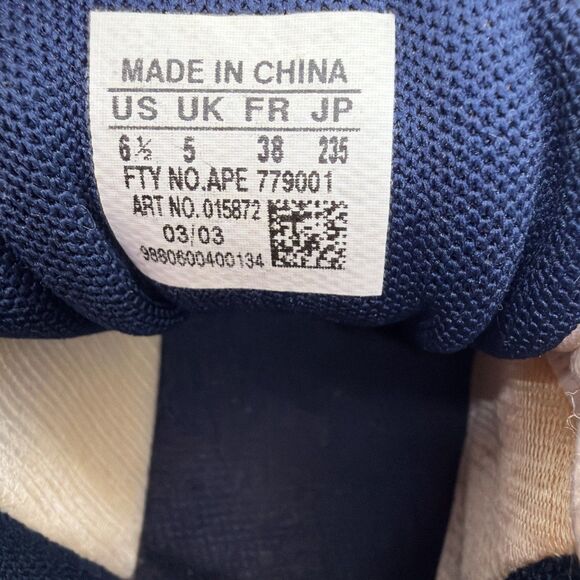 MADE IN CHINA
US UK FR JP
6½ 5 38 235
FTY NO.APE 779001
ART NO. 015872
03/03
9880600400134